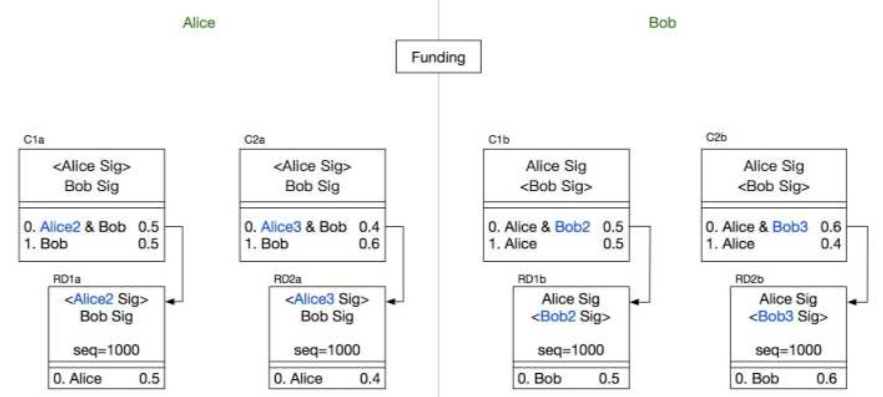 Alice
Bob
Funding
C1a
<Alice Sig>
Bob Sig
0. Alice2 & Bob 0.5
1. Bob 0.5
RD1a
<Alice2 Sig>
Bob Sig
seq=1000
0. Alice 0.5
C2a
<Alice Sig>
Bob Sig
0. Alice3 & Bob 0.4
1. Bob 0.6
RD2a
<Alice3 Sig>
Bob Sig
seq=1000
0. Alice 0.4
C1b
Alice Sig
<Bob Sig>
0. Alice & Bob2 0.5
1. Alice 0.5
RD1b
Alice Sig
<Bob2 Sig>
seq=1000
0. Bob 0.5
C2b
Alice Sig
<Bob Sig>
0. Alice & Bob3 0.6
1. Alice 0.4
RD2b
Alice Sig
<Bob3 Sig>
seq=1000
0. Bob 0.6